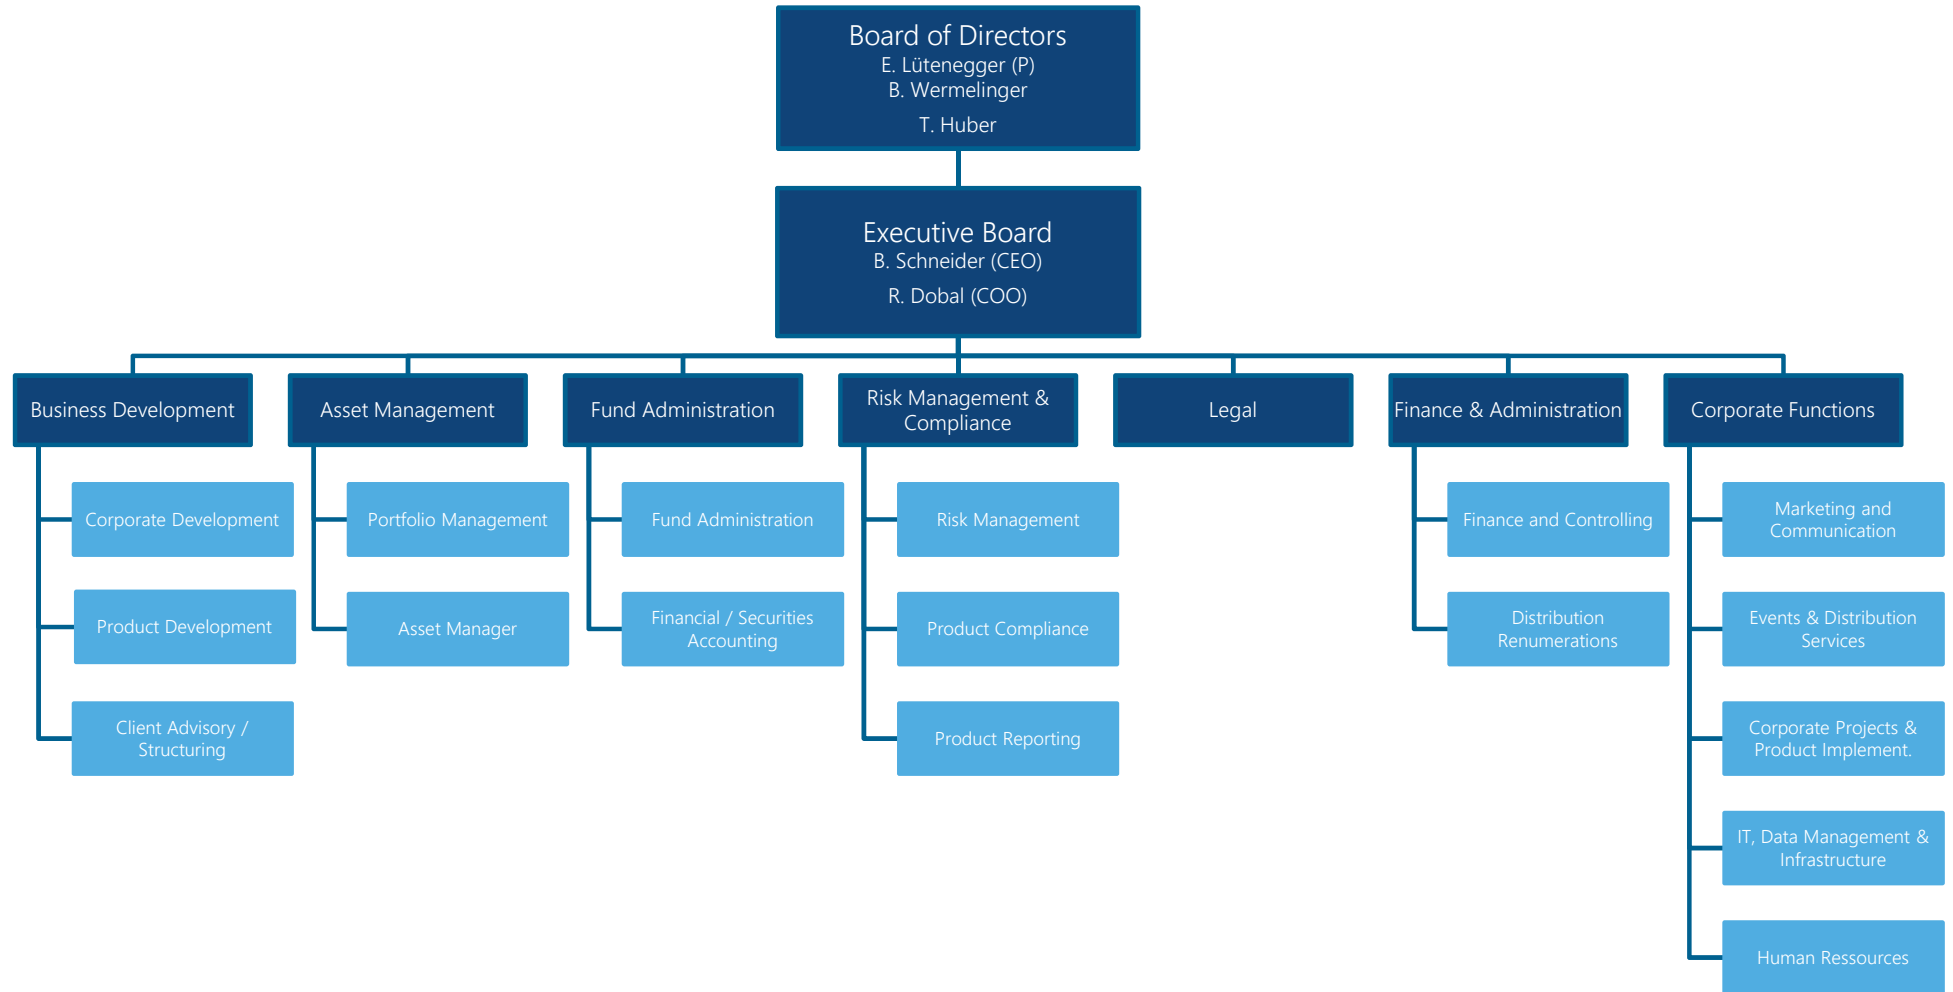 Board of Directors
E. Lütenegger (P)
B. Wermelinger
T. Huber
Executive Board
B. Schneider (CEO)
R. Dobal (COO)
Business Development
Asset Management
Fund Administration
Risk Management &
Compliance
Legal
Finance & Administration
Corporate Functions
Corporate Development
Product Development
Client Advisory /
Structuring
Portfolio Management
Asset Manager
Fund Administration
Financial / Securities
Accounting
Risk Management
Product Compliance
Product Reporting
Finance and Controlling
Distribution
Renumerations
Marketing and
Communication
Events & Distribution
Services
Corporate Projects &
Product Implement.
IT, Data Management &
Infrastructure
Human Ressources